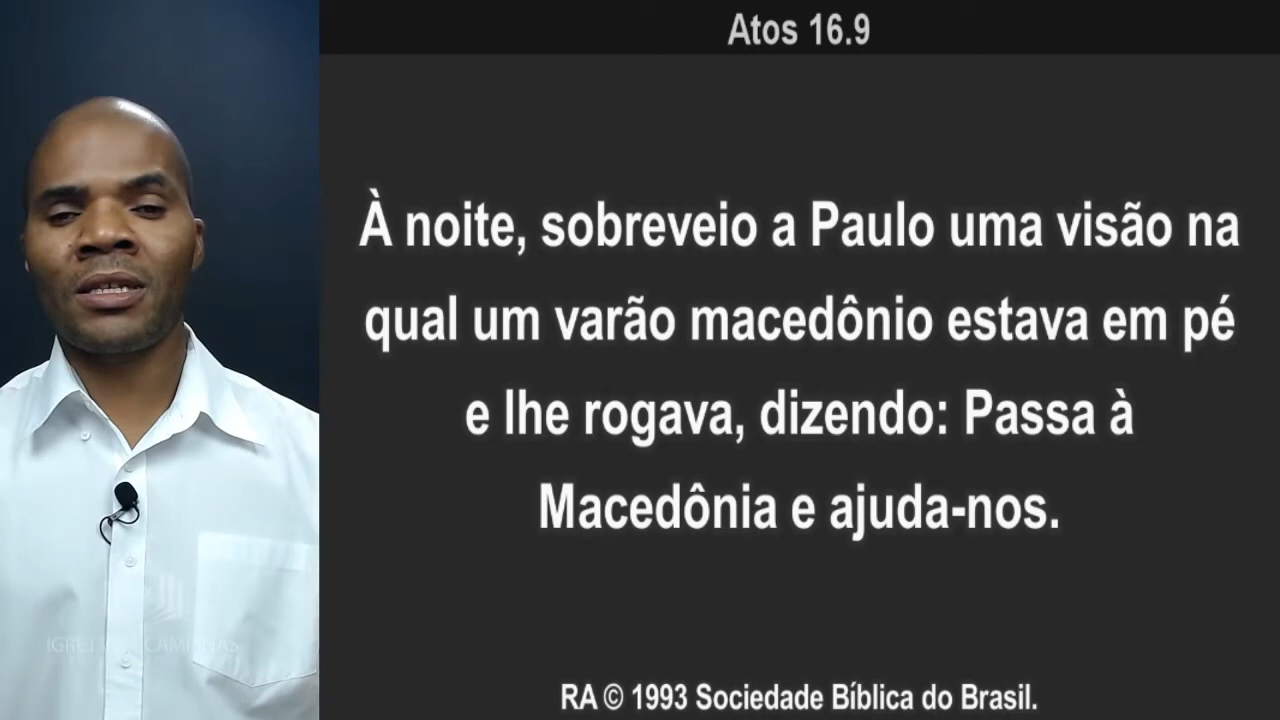 Atos 16.9
À noite, sobreveio a Paulo uma visão na
qual um varão macedônio estava em pé
e lhe rogava, dizendo: Passa à
Macedônia e ajuda-nos.
RA © 1993 Sociedade Bíblica do Brasil.